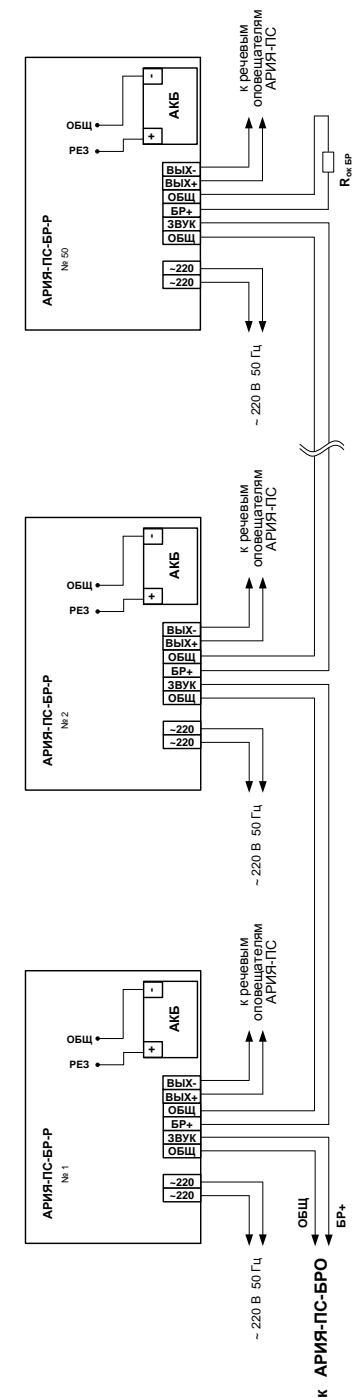 АРИЯ-ПС-БР-Р
№ 50
ОБЩ
РЕЗ
-
+
АКБ
ВЫХ-
ВЫХ+
ОБЩ
БР+
ЗВУК
ОБЩ
~220
~220
к речевым
оповещателям
АРИЯ-ПС
~ 220 В 50 Гц
Rок БР
АРИЯ-ПС-БР-Р
№ 2
ОБЩ
РЕЗ
-
+
АКБ
ВЫХ-
ВЫХ+
ОБЩ
БР+
ЗВУК
ОБЩ
~220
~220
к речевым
оповещателям
АРИЯ-ПС
~ 220 В 50 Гц
АРИЯ-ПС-БР-Р
№ 1
ОБЩ
РЕЗ
-
+
АКБ
ВЫХ-
ВЫХ+
ОБЩ
БР+
ЗВУК
ОБЩ
~220
~220
к речевым
оповещателям
АРИЯ-ПС
~ 220 В 50 Гц
ОБЩ
БР+
к АРИЯ-ПС-БРО